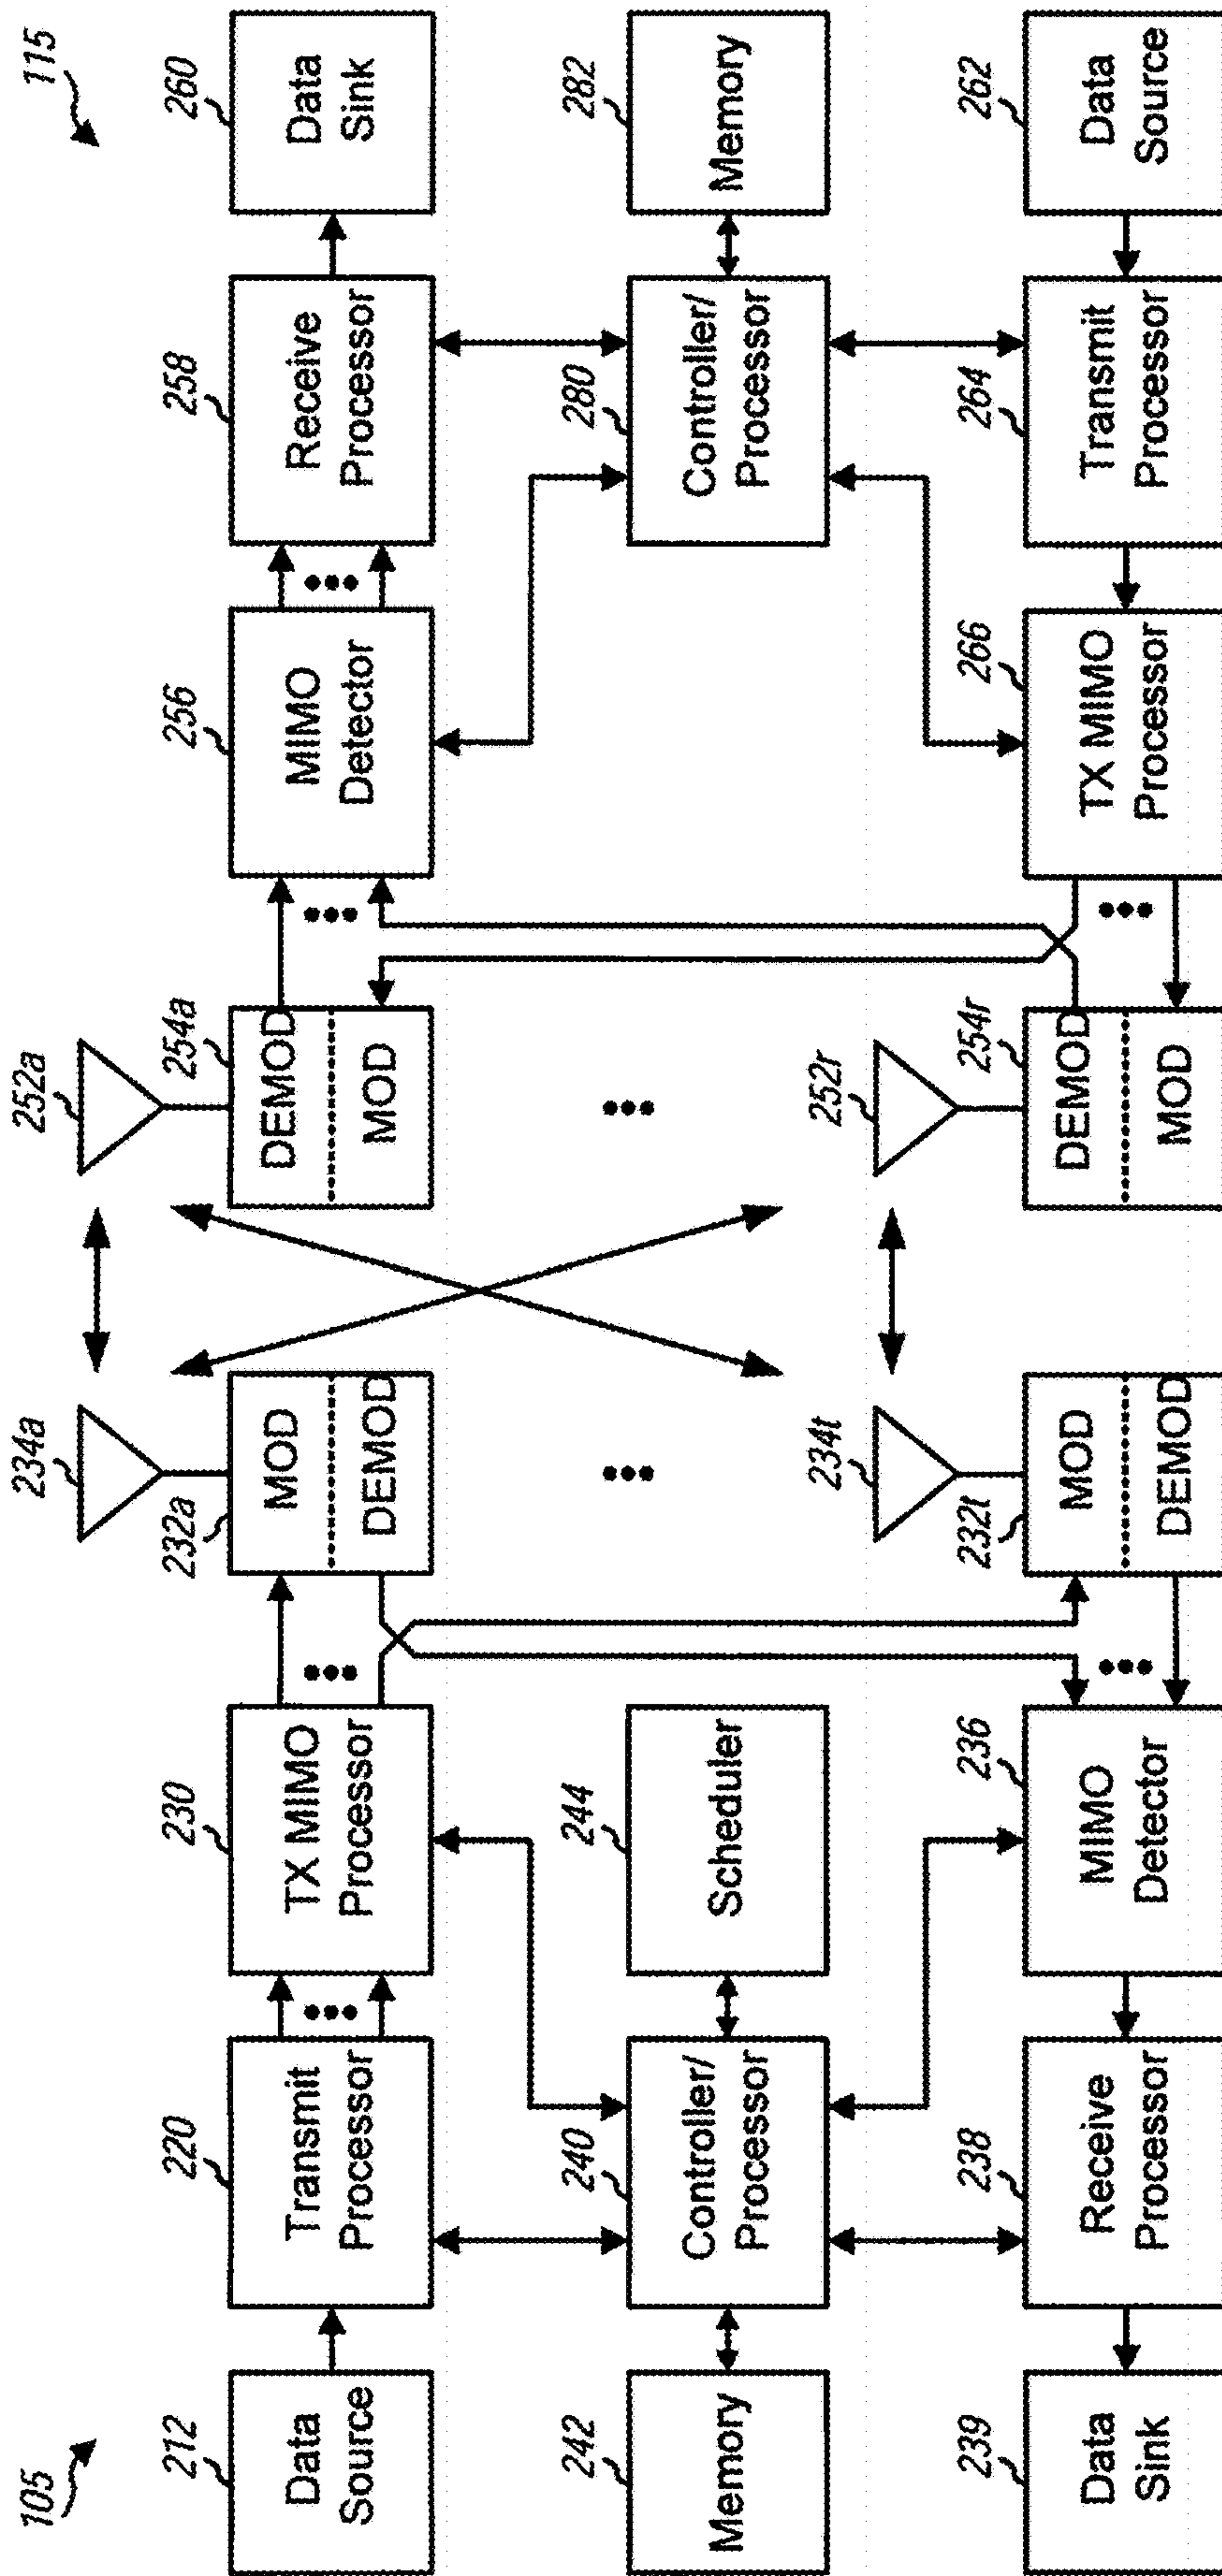 105
115
212
220
230
234a
252a
256
258
260
232a
254a
Data
Source
Transmit
Processor
TX MIMO
Processor
MOD
DEMOD
DEMOD
MOD
MIMO
Detector
Receive
Processor
Data
Sink
242
240
244
280
282
Memory
Controller/
Processor
Scheduler
Controller/
Processor
Memory
234t
252r
239
238
236
232t
254r
266
264
262
Data
Sink
Receive
Processor
MIMO
Detector
MOD
DEMOD
DEMOD
MOD
TX MIMO
Processor
Transmit
Processor
Data
Source